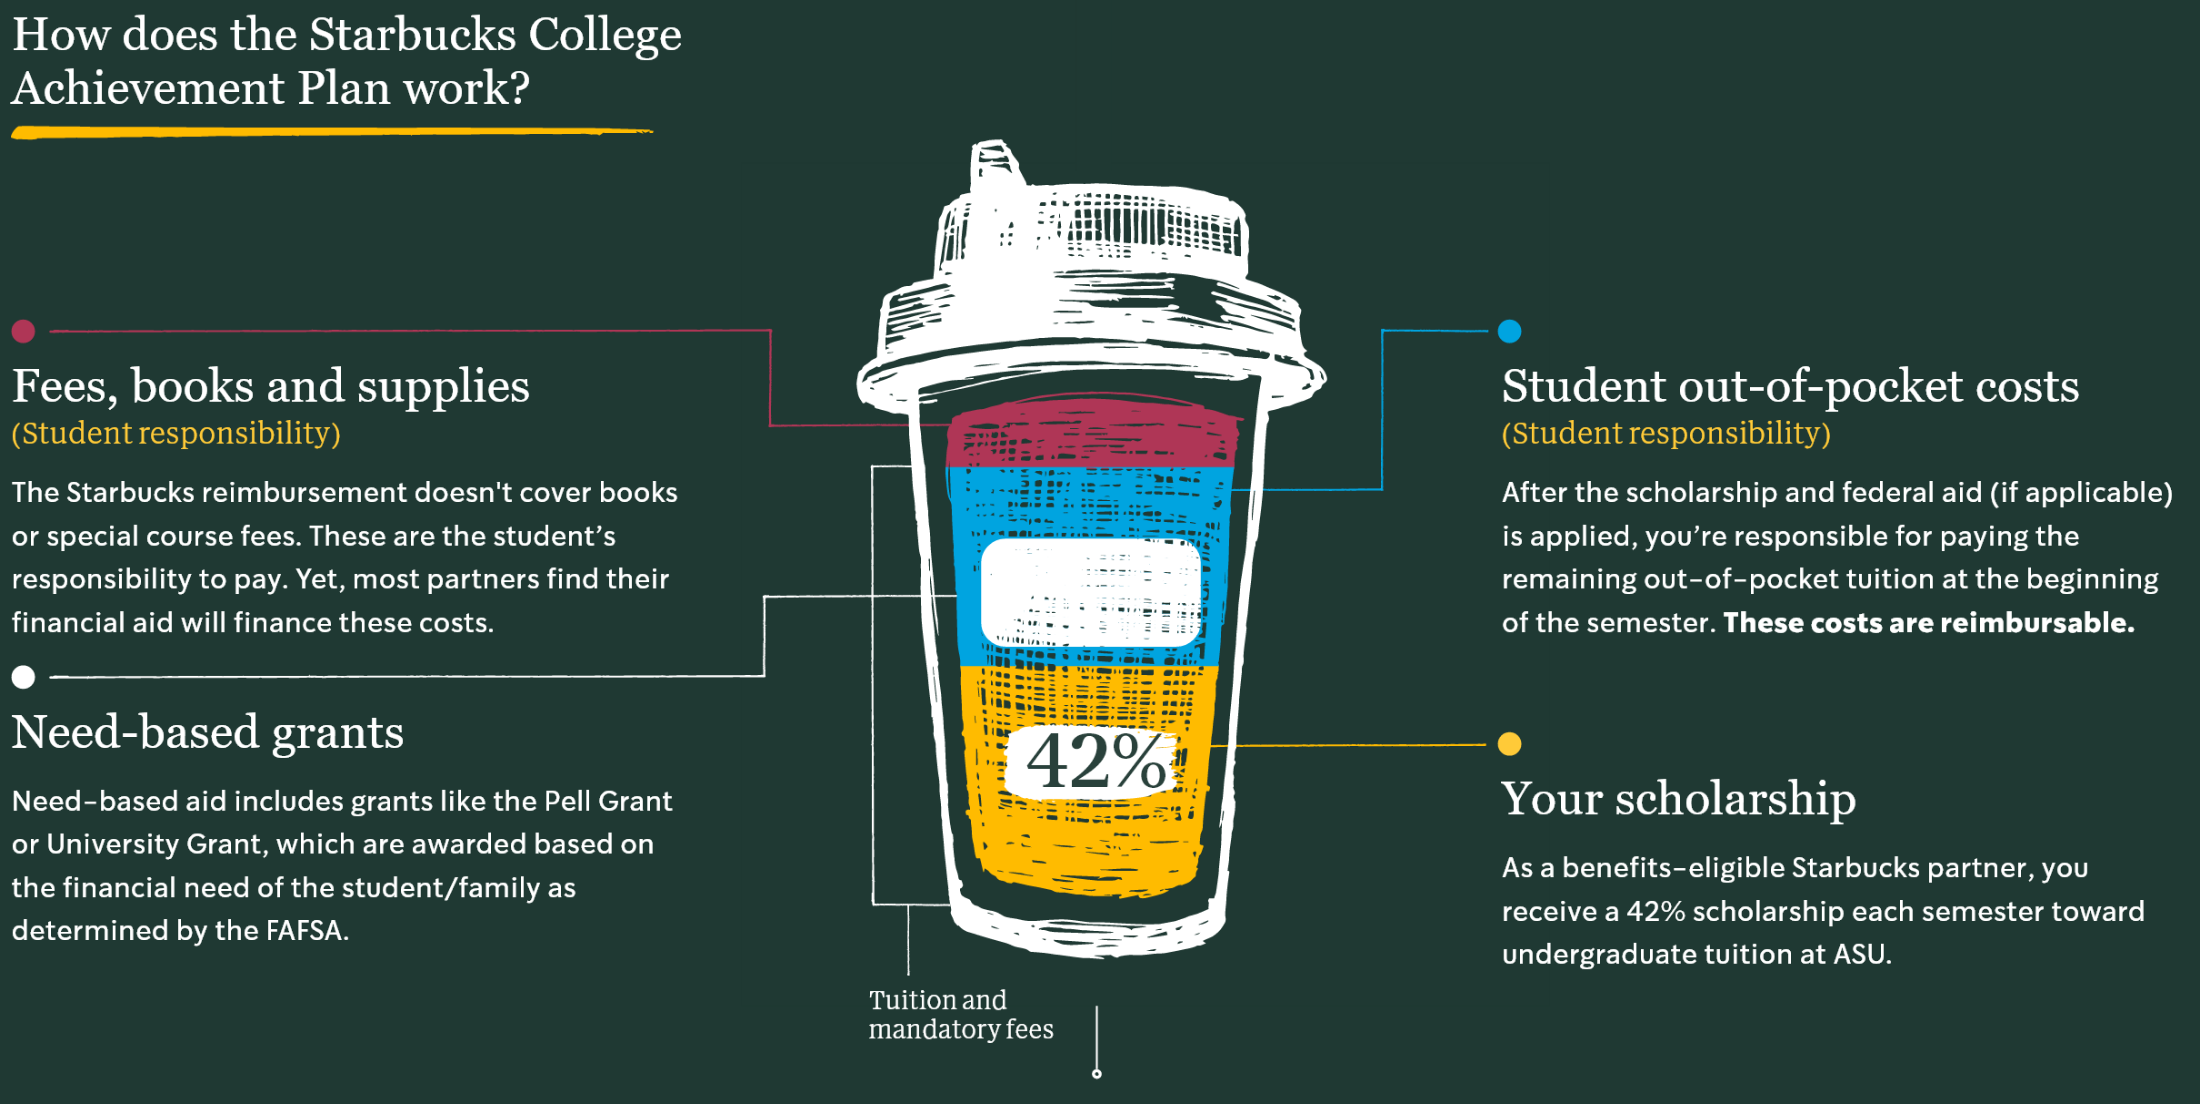 How does the Starbucks College
Achievement Plan work?
Fees, books and supplies
(Student responsibility)
The Starbucks reimbursement doesn't cover books
or special course fees. These are the student’s
responsibility to pay. Yet, most partners find their
financial aid will finance these costs.
Need-based grants
Need-based aid includes grants like the Pell Grant
or University Grant, which are awarded based on
the financial need of the student/family as
determined by the FAFSA.
42%
Tuition and
mandatory fees
Student out-of-pocket costs
(Student responsibility)
After the scholarship and federal aid (if applicable)
is applied, you’re responsible for paying the
remaining out-of-pocket tuition at the beginning
of the semester. These costs are reimbursable.
Your scholarship
As a benefits-eligible Starbucks partner, you
receive a 42% scholarship each semester toward
undergraduate tuition at ASU.